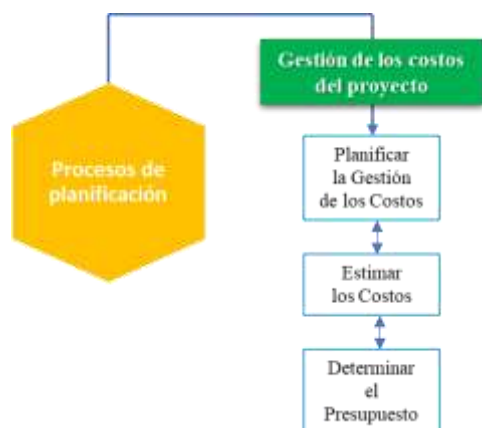 Gestión de los costos
del proyecto
Procesos de
planificación
Planificar
la Gestión
de los Costos
Estimar
los Costos
Determinar
el
Presupuesto